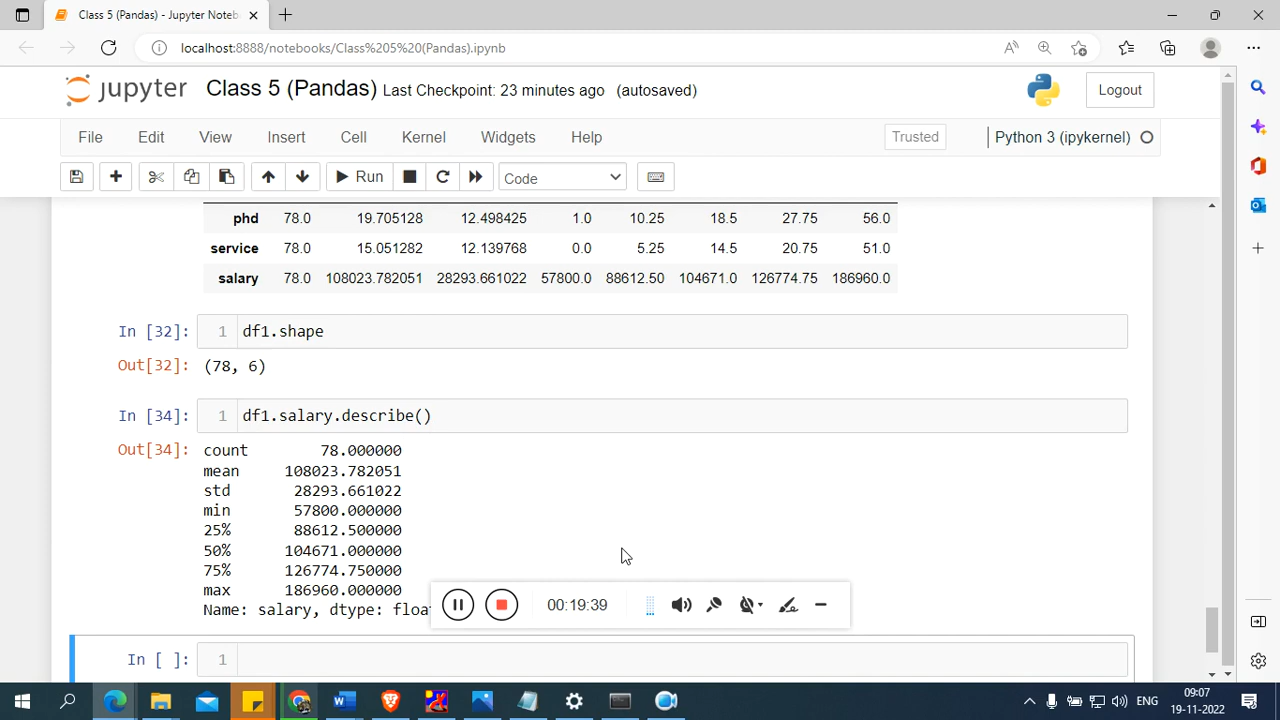 Class 5 (Pandas) - Jupyter Noteb
localhost:8888/notebooks/Class%205%20(Pandas).ipynb
jupyter Class 5 (Pandas) Last Checkpoint: 23 minutes ago (autosaved) Logout
File Edit View Insert Cell Kernel Widgets Help Trusted Python 3 (ipykernel)
Run Code
phd 78.0 19.705128 12.498425 1.0 10.25 18.5 27.75 56.0
service 78.0 15.051282 12.139768 0.0 5.25 14.5 20.75 51.0
salary 78.0 108023.782051 28293.661022 57800.0 88612.50 104671.0 126774.75 186960.0
In [32]: 1 df1.shape
Out[32]: (78, 6)
In [34]: 1 df1.salary.describe()
Out[34]: count 78.000000
mean 108023.782051
std 28293.661022
min 57800.000000
25% 88612.500000
50% 104671.000000
75% 126774.750000
max 186960.000000
Name: salary, dtype: float
00:19:39
In [ ]: 1
ENG
09:07
19-11-2022